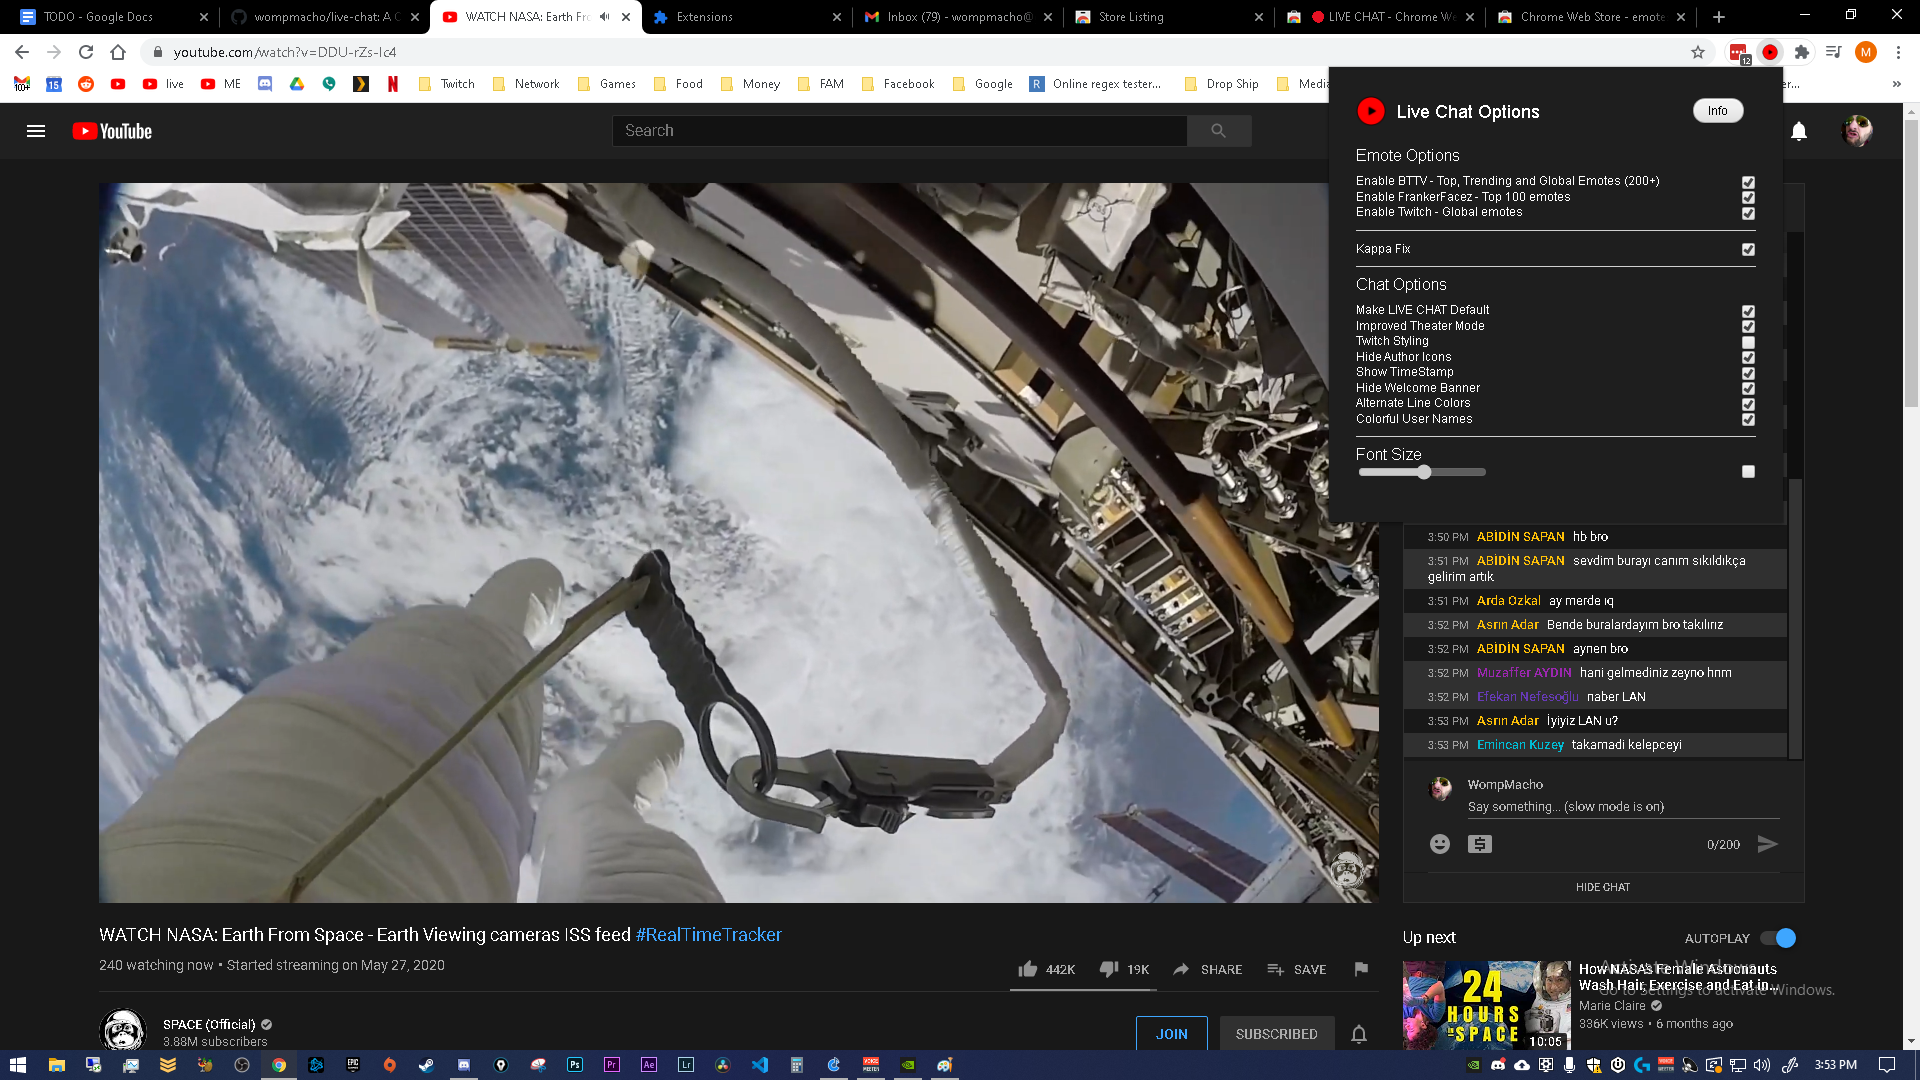 TODO - Google Docs
wompmacho/live-chat: A C
WATCH NASA: Earth Fr
Extensions
Inbox (79) - wompmacho@
Store Listing
LIVE CHAT - Chrome We
Chrome Web Store - emote
youtube.com/watch?v=DDU-rZs-Ic4
12
M
100+
15
live
ME
Twitch
Network
Games
Food
Money
FAM
Facebook
Google
R
Online regex tester...
Drop Ship
Media
Live Chat Options
Info
YouTube
Search
Emote Options
Enable BTTV - Top, Trending and Global Emotes (200+)
Enable FrankerFacez - Top 100 emotes
Enable Twitch - Global emotes
Kappa Fix
Chat Options
Make LIVE CHAT Default
Improved Theater Mode
Twitch Styling
Hide Author Icons
Show TimeStamp
Hide Welcome Banner
Alternate Line Colors
Colorful User Names
Font Size
3:50 PM ABİDİN SAPAN hb bro
3:51 PM ABİDİN SAPAN sevdim burayı canım sıkıldıkça
gelirim artık
3:51 PM Arda Ozkal ay merde ıq
3:52 PM Asrın Adar Bende buralardayım bro takılırız
3:52 PM ABİDİN SAPAN aynen bro
3:52 PM Muzaffer AYDIN hani gelmediniz zeyno hnm
3:52 PM Efekan Nefesoğlu naber LAN
3:53 PM Asrın Adar İyiyiz LAN u?
3:53 PM Emincan Kuzey takamadi kelepceyi
WompMacho
Say something... (slow mode is on)
0/200
HIDE CHAT
WATCH NASA: Earth From Space - Earth Viewing cameras ISS feed #RealTimeTracker
240 watching now • Started streaming on May 27, 2020
442K
19K
SHARE
SAVE
SPACE (Official)
3.88M subscribers
JOIN
SUBSCRIBED
Up next
AUTOPLAY
Activate Windows
Go to Settings to activate Windows.
24
HOURS
IN SPACE
10:05
How NASA's Female Astronauts
Wash Hair, Exercise and Eat in...
Marie Claire
336K views • 6 months ago
EPIC
Ps
Pr
Ae
Lr
3:53 PM